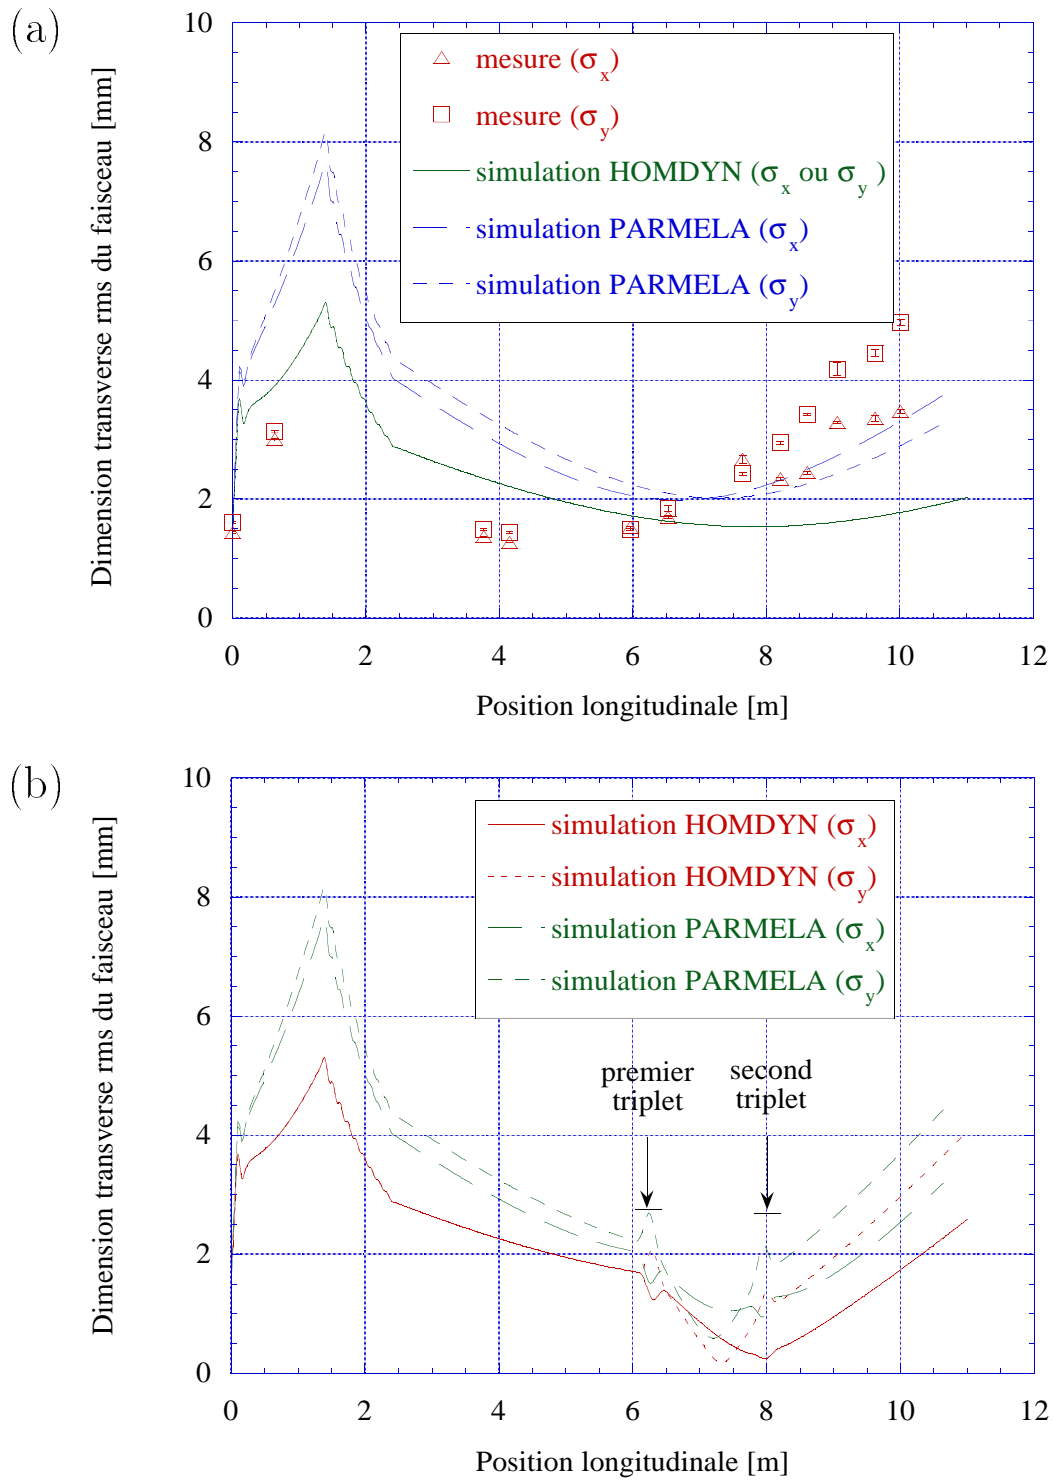 (a)
Dimension transverse rms du faisceau [mm]
10
8
6
4
2
0
mesure (σx)
mesure (σy)
simulation HOMDYN (σx ou σy )
simulation PARMELA (σx)
simulation PARMELA (σy)
0 2 4 6 8 10 12
Position longitudinale [m]
(b)
Dimension transverse rms du faisceau [mm]
10
8
6
4
2
0
simulation HOMDYN (σx)
simulation HOMDYN (σy)
simulation PARMELA (σx)
simulation PARMELA (σy)
premier
triplet
second
triplet
0 2 4 6 8 10 12
Position longitudinale [m]